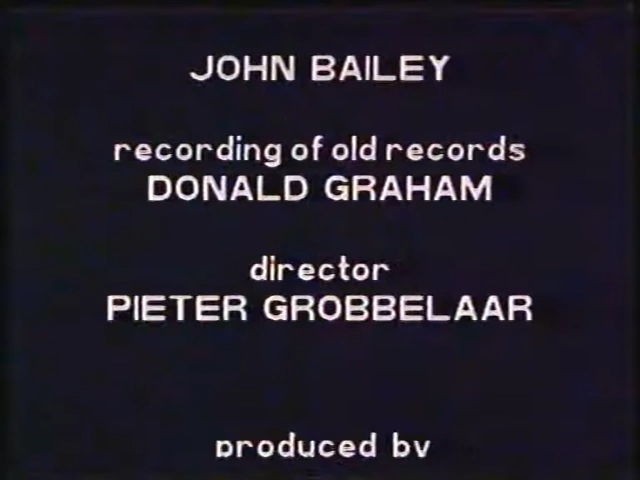 JOHN BAILEY
recording of old records
DONALD GRAHAM
director
PIETER GROBBELAAR
produced by